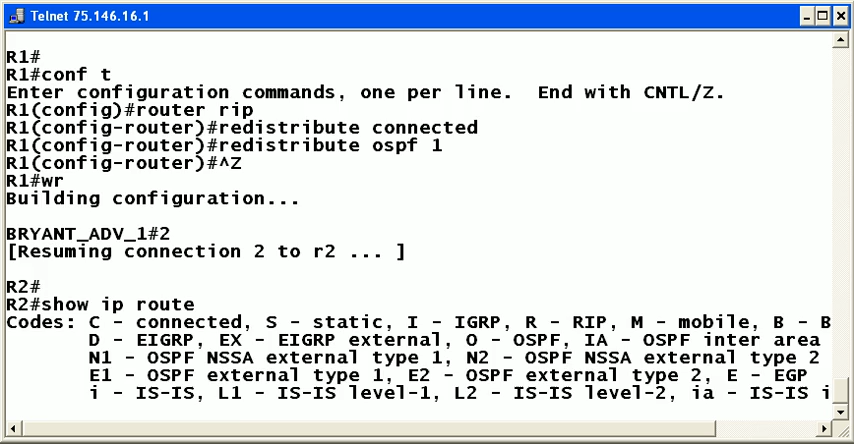 Telnet 75.146.16.1
R1#
R1#conf t
Enter configuration commands, one per line.  End with CNTL/Z.
R1(config)#router rip
R1(config-router)#redistribute connected
R1(config-router)#redistribute ospf 1
R1(config-router)#^Z
R1#wr
Building configuration...
BRYANT_ADV_1#2
[Resuming connection 2 to r2 ... ]
R2#
R2#show ip route
Codes: C - connected, S - static, I - IGRP, R - RIP, M - mobile, B - B
D - EIGRP, EX - EIGRP external, O - OSPF, IA - OSPF inter area
N1 - OSPF NSSA external type 1, N2 - OSPF NSSA external type 2
E1 - OSPF external type 1, E2 - OSPF external type 2, E - EGP
i - IS-IS, L1 - IS-IS level-1, L2 - IS-IS level-2, ia - IS-IS i